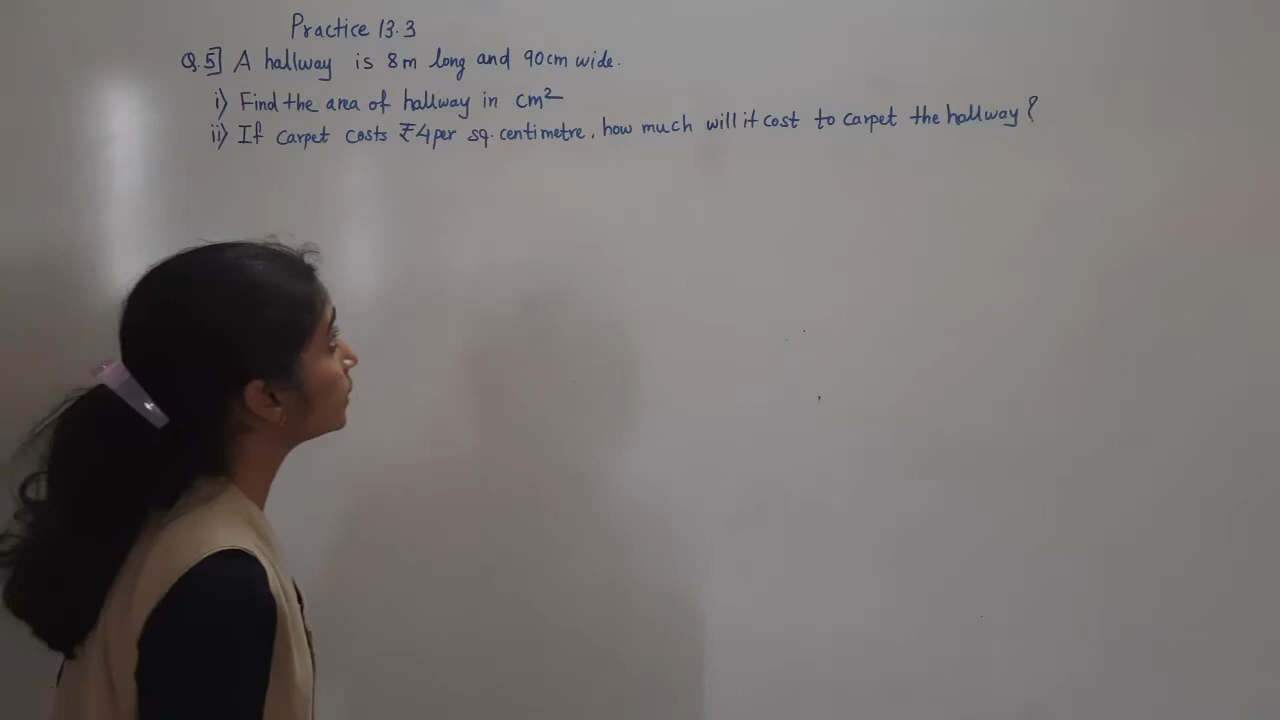 Practice 13.3
Q.5] A hallway is 8m long and 90cm wide.
i) Find the area of hallway in cm²
ii) If carpet costs ₹4 per sq. centimetre, how much will it cost to carpet the hallway?